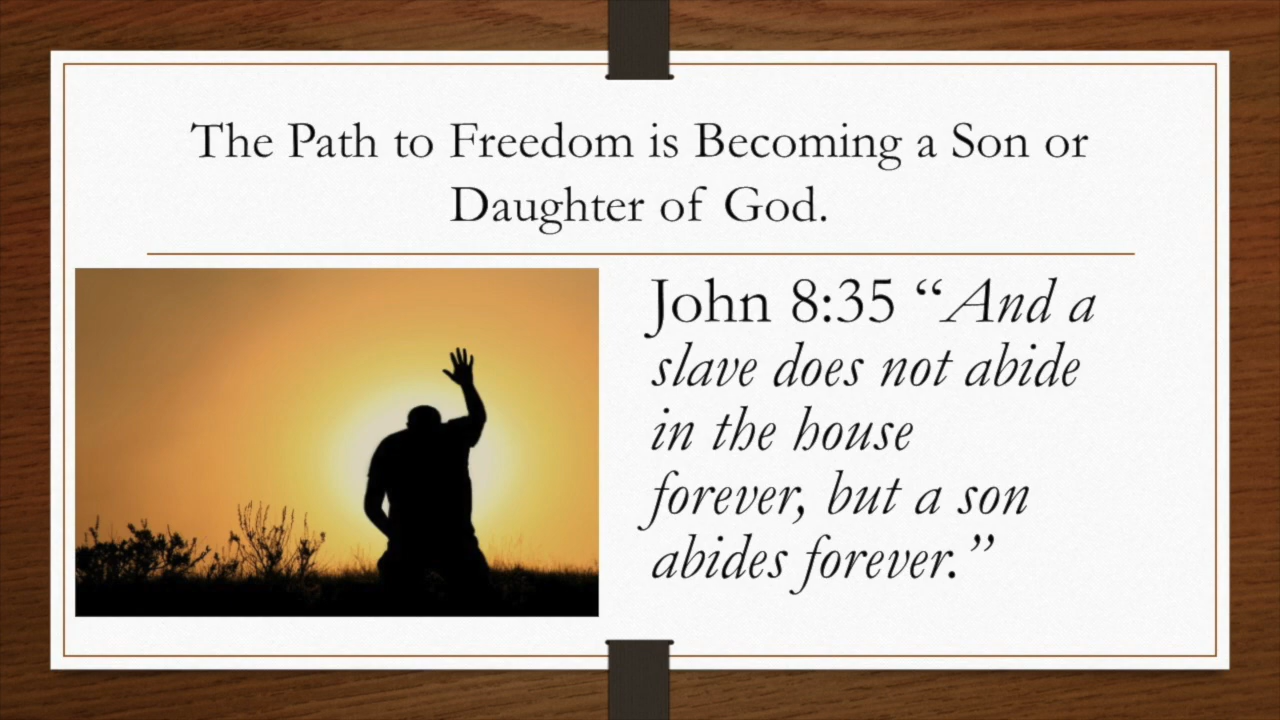 The Path to Freedom is Becoming a Son or
Daughter of God.
John 8:35 “And a
slave does not abide
in the house
forever, but a son
abides forever.”